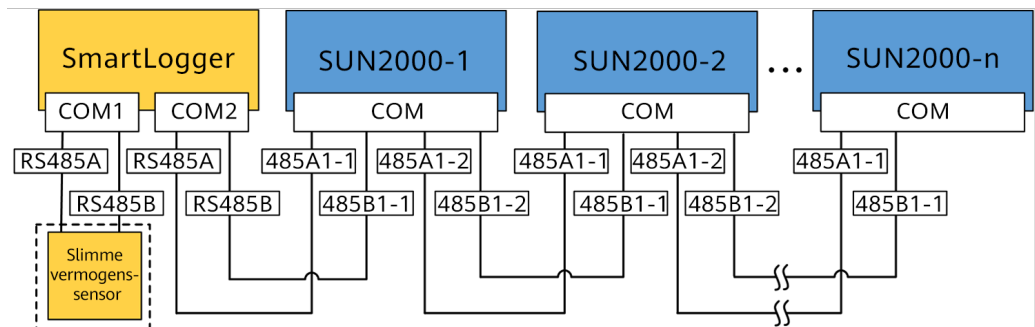 SmartLogger
SUN2000-1
SUN2000-2
...
SUN2000-n
COM1
COM2
COM
COM
COM
RS485A
RS485A
485A1-1
485A1-2
485A1-1
485A1-2
485A1-1
RS485B
RS485B
485B1-1
485B1-2
485B1-1
485B1-2
485B1-1
Slimme
vermogens-
sensor